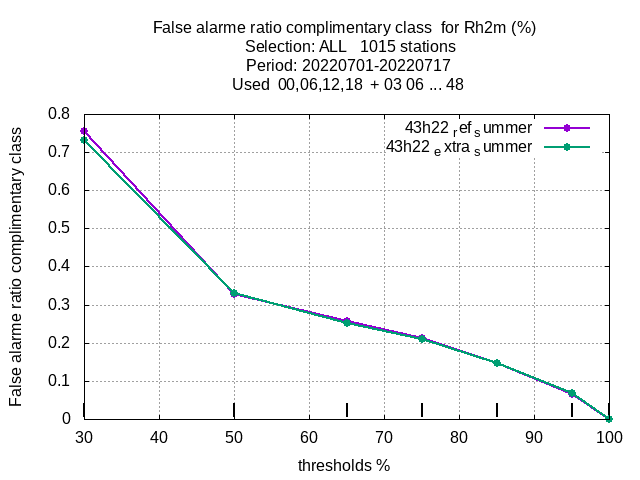 False alarme ratio complimentary class for Rh2m (%)
Selection: ALL 1015 stations
Period: 20220701-20220717
Used 00,06,12,18 + 03 06 ... 48
43h22 ref summer
43h22 extra summer
False alarme ratio complimentary class
0.8
0.7
0.6
0.5
0.4
0.3
0.2
0.1
0
30 40 50 60 70 80 90 100
thresholds %